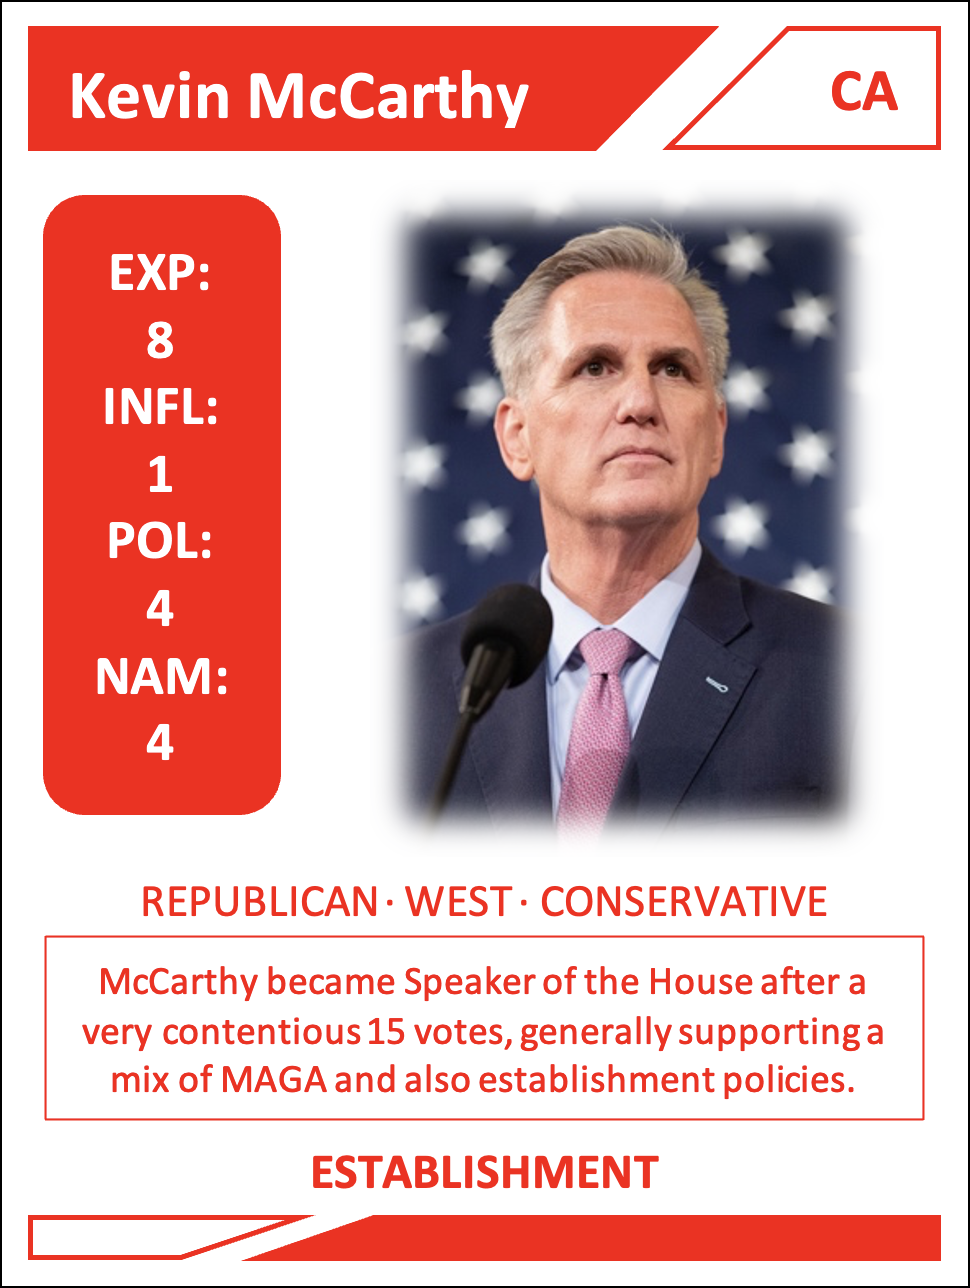 Kevin McCarthy
CA
EXP:
8
INFL:
1
POL:
4
NAM:
4
REPUBLICAN · WEST · CONSERVATIVE
McCarthy became Speaker of the House after a
very contentious 15 votes, generally supporting a
mix of MAGA and also establishment policies.
ESTABLISHMENT